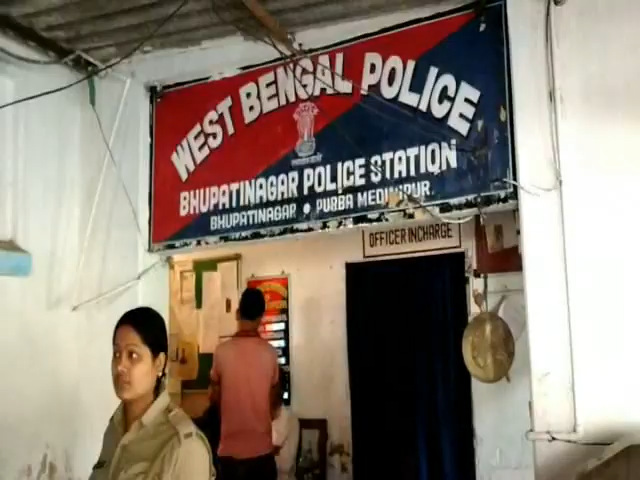 WEST BENGAL POLICE
BHUPATINAGAR POLICE STATION
BHUPATINAGAR • PURBA MEDINIPUR.
OFFICER INCHARGE